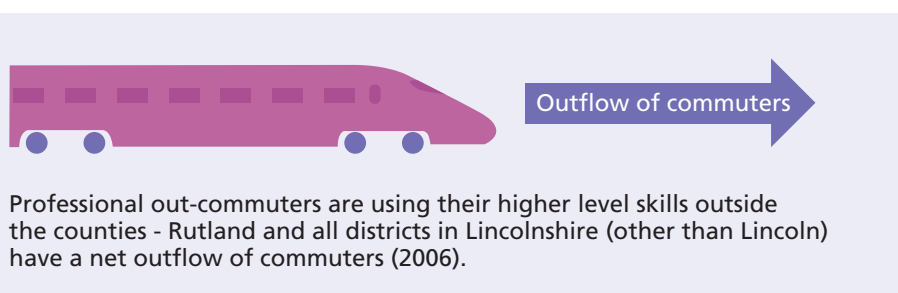 Outflow of commuters
Professional out-commuters are using their higher level skills outside
the counties - Rutland and all districts in Lincolnshire (other than Lincoln)
have a net outflow of commuters (2006).